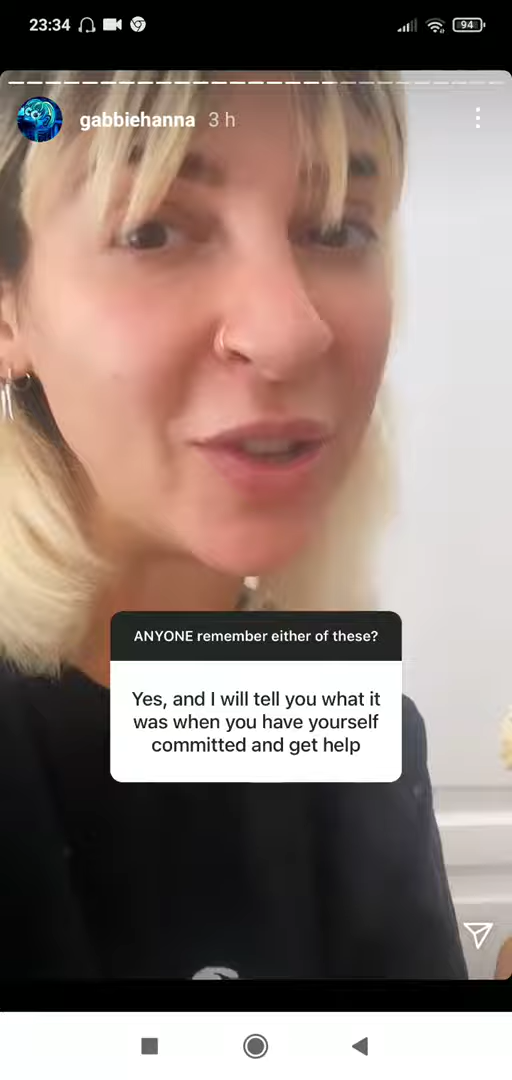 23:34 94
gabbiehanna 3 h
ANYONE remember either of these?
Yes, and I will tell you what it
was when you have yourself
committed and get help